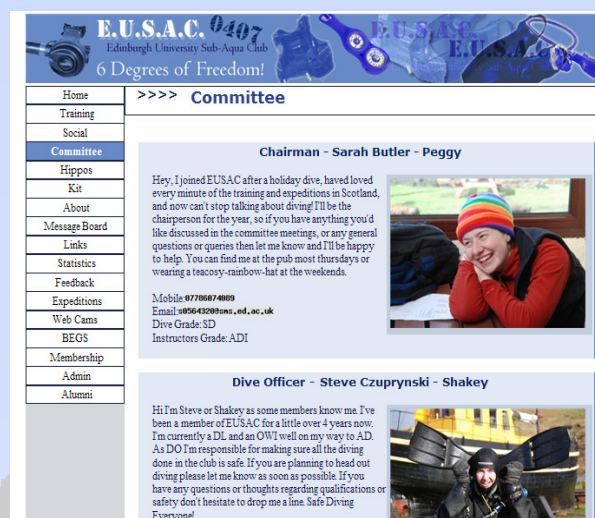 E.U.S.A.C. 0407
Edinburgh University Sub-Aqua Club
6 Degrees of Freedom!
E.U.S.A.C.
E.U.S.A.C.
Home
Training
Social
Committee
Hippos
Kit
About
Message Board
Links
Statistics
Feedback
Expeditions
Web Cams
BEGS
Membership
Admin
Alumni
>>>> Committee
Chairman - Sarah Butler - Peggy
Hey, I joined EUSAC after a holiday dive, haved loved
every minute of the training and expeditions in Scotland,
and now can't stop talking about diving! I'll be the
chairperson for the year, so if you have anything you'd
like discussed in the committee meetings, or any general
questions or queries then let me know and I'll be happy
to help. You can find me at the pub most thursdays or
wearing a teacosy-rainbow-hat at the weekends.
Mobile:07786074089
Email:s0564320@sms.ed.ac.uk
Dive Grade:SD
Instructors Grade: ADI
Dive Officer - Steve Czuprynski - Shakey
Hi I'm Steve or Shakey as some members know me. I've
been a member of EUSAC for a little over 4 years now.
I'm currently a DL and an OWI well on my way to AD.
As DO I'm responsible for making sure all the diving
done in the club is safe. If you are planning to head out
diving please let me know as soon as possible. If you
have any questions or thoughts regarding qualifications or
safety don't hesitate to drop me a line. Safe Diving
Everyone!